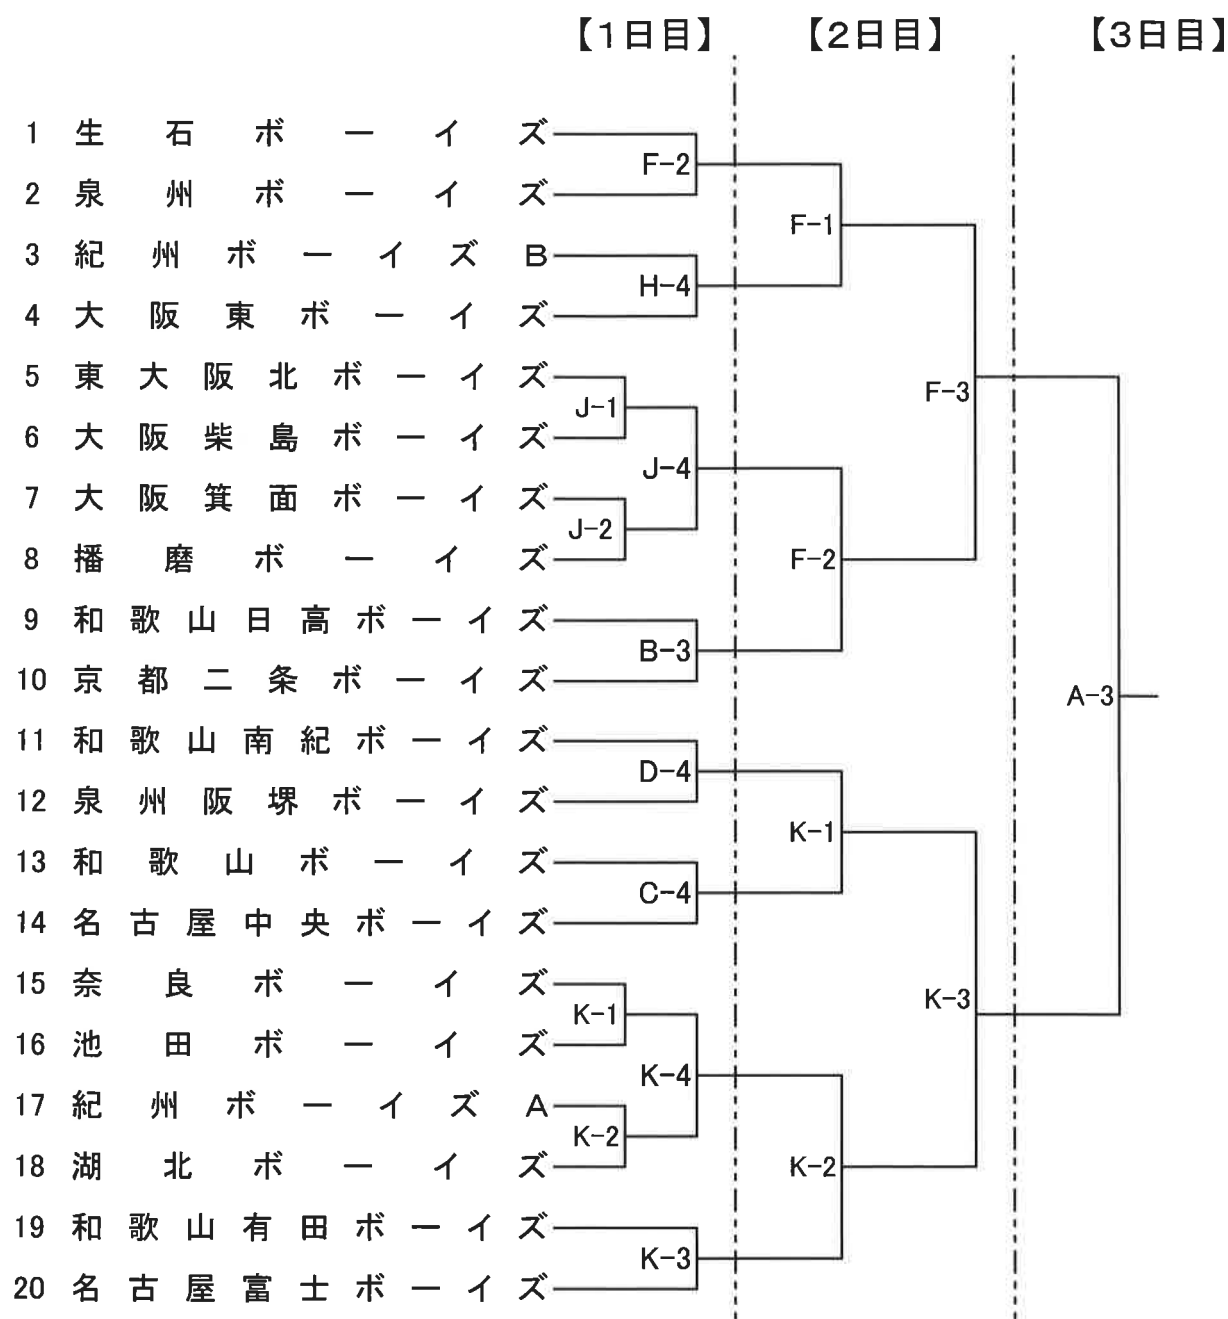 【1日目】 【2日目】 【3日目】
1 生石ボーイズ
F-2
2 泉州ボーイズ
F-1
3 紀州ボーイズB
H-4
4 大阪東ボーイズ
5 東大阪北ボーイズ
J-1 F-3
6 大阪柴島ボーイズ
J-4
7 大阪箕面ボーイズ
J-2
8 播磨ボーイズ
F-2
9 和歌山日高ボーイズ
B-3
10 京都二条ボーイズ
A-3
11 和歌山南紀ボーイズ
D-4
12 泉州阪堺ボーイズ
K-1
13 和歌山ボーイズ
C-4
14 名古屋中央ボーイズ
15 奈良ボーイズ
K-1 K-3
16 池田ボーイズ
K-4
17 紀州ボーイズA
K-2
18 湖北ボーイズ
K-2
19 和歌山有田ボーイズ
K-3
20 名古屋富士ボーイズ